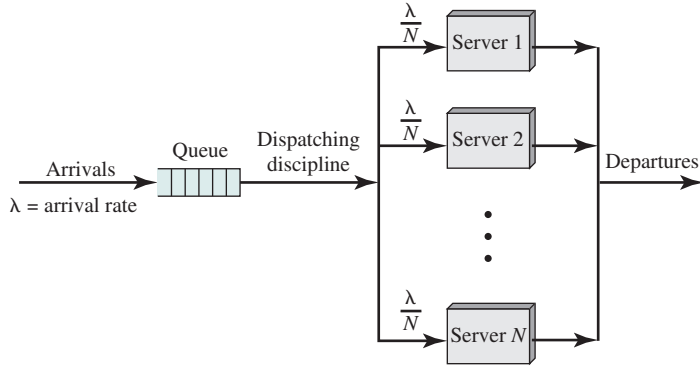 λ
N
Server 1
λ
N
Server 2
Queue
Dispatching
discipline
Arrivals
λ = arrival rate
Departures
λ
N
Server N